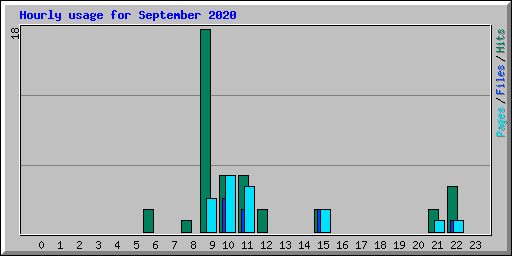 Hourly usage for September 2020
18
Pages/Files/Hits
0 1 2 3 4 5 6 7 8 9 10 11 12 13 14 15 16 17 18 19 20 21 22 23